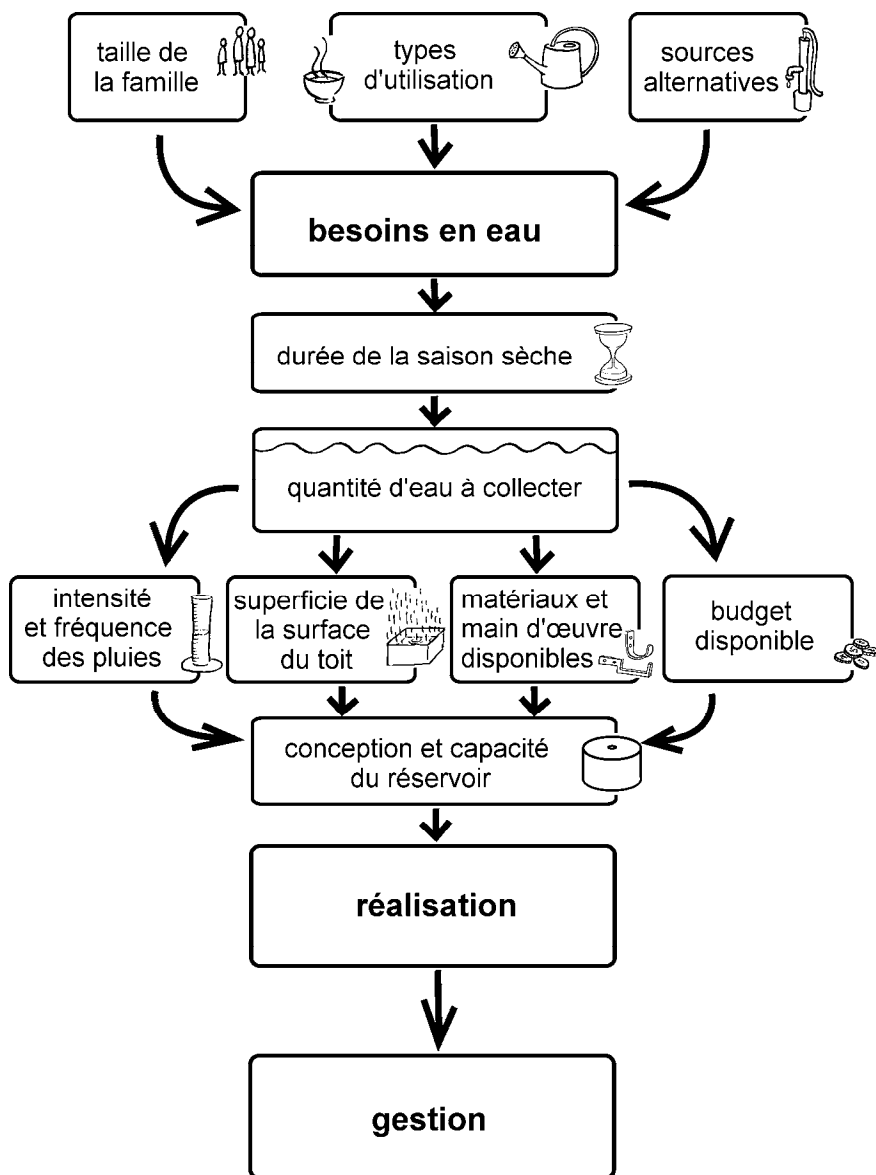 taille de
la famille
types
d'utilisation
sources
alternatives
besoins en eau
durée de la saison sèche
quantité d'eau à collecter
intensité
et fréquence
des pluies
superficie de
la surface
du toit
matériaux et
main d'œuvre
disponibles
budget
disponible
conception et capacité
du réservoir
réalisation
gestion